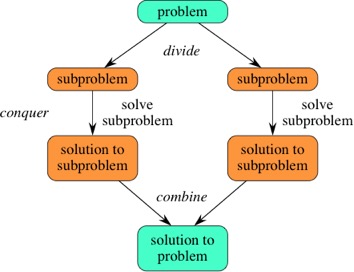 problem
divide
subproblem
subproblem
conquer
solve
subproblem
solve
subproblem
solution to
subproblem
solution to
subproblem
combine
solution to
problem